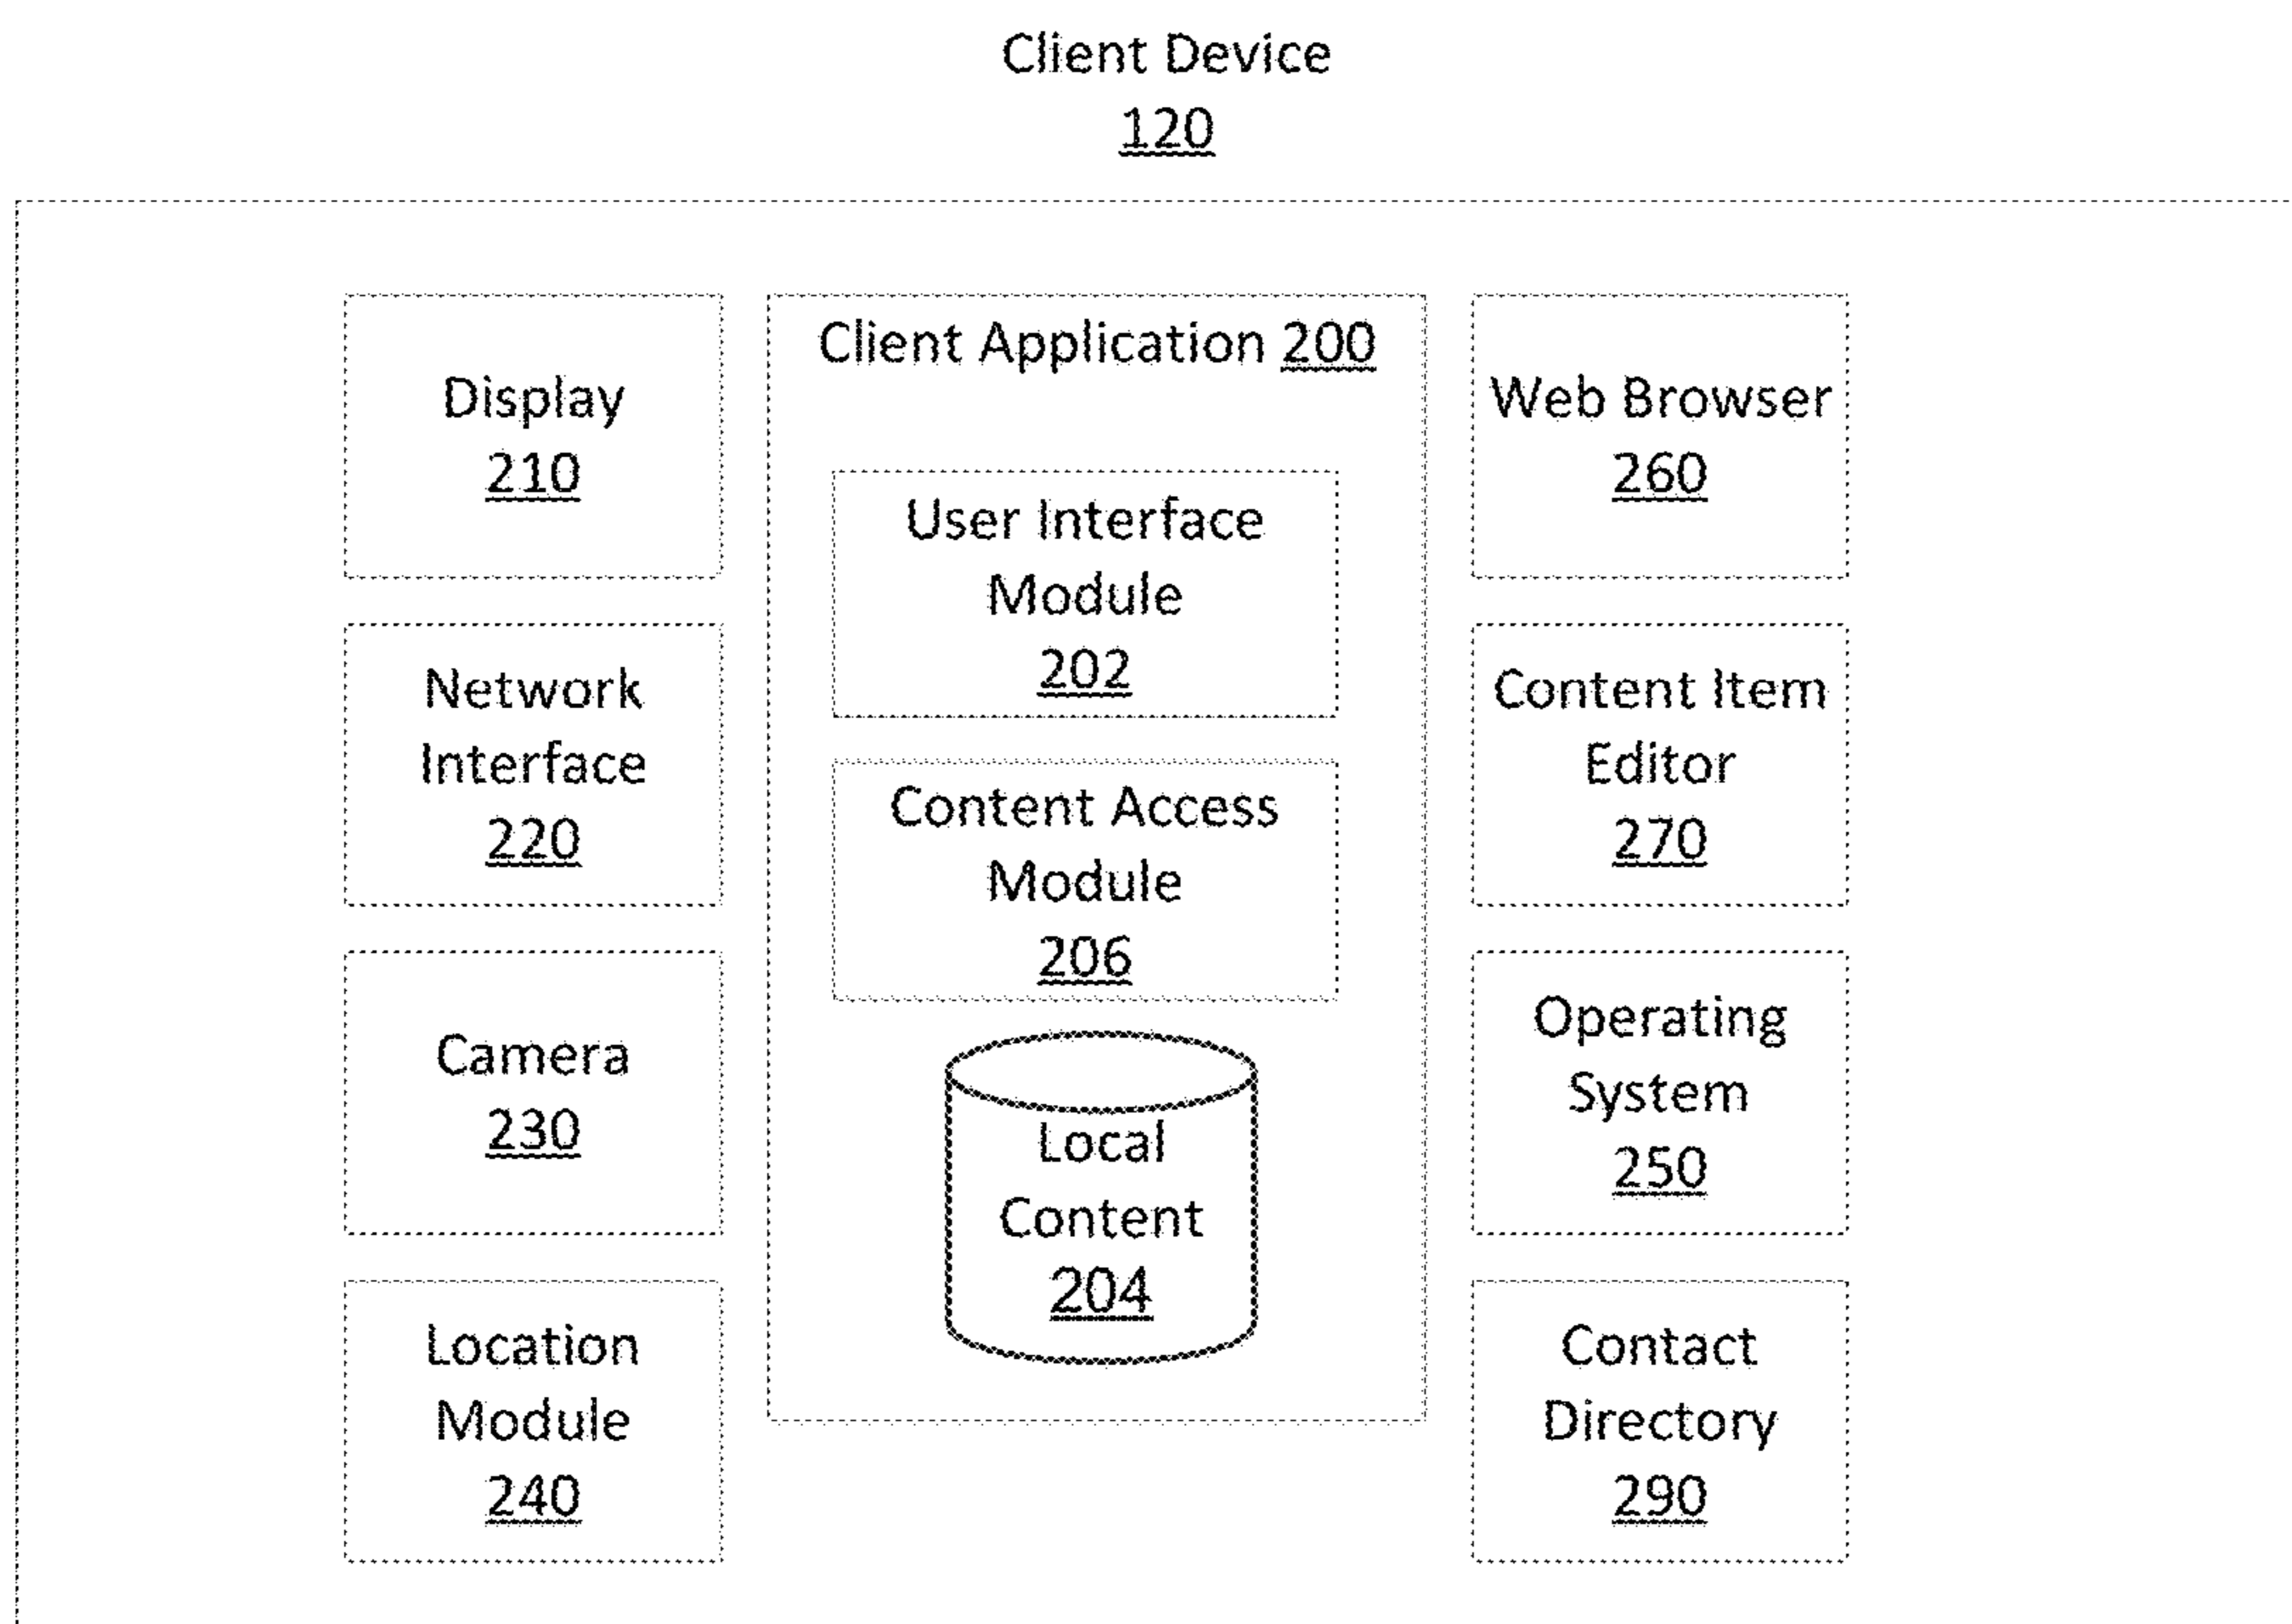 Client Device
120
Display
210
Network
Interface
220
Camera
230
Location
Module
240
Client Application 200
User Interface
Module
202
Content Access
Module
206
Local
Content
204
Web Browser
260
Content Item
Editor
270
Operating
System
250
Contact
Directory
290